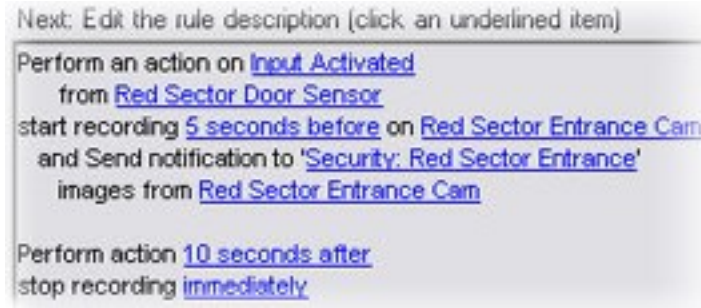 Next: Edit the rule description (click an underlined item)
Perform an action on Input Activated
from Red Sector Door Sensor
start recording 5 seconds before on Red Sector Entrance Cam
and Send notification to 'Security: Red Sector Entrance'
images from Red Sector Entrance Cam
Perform action 10 seconds after
stop recording immediately